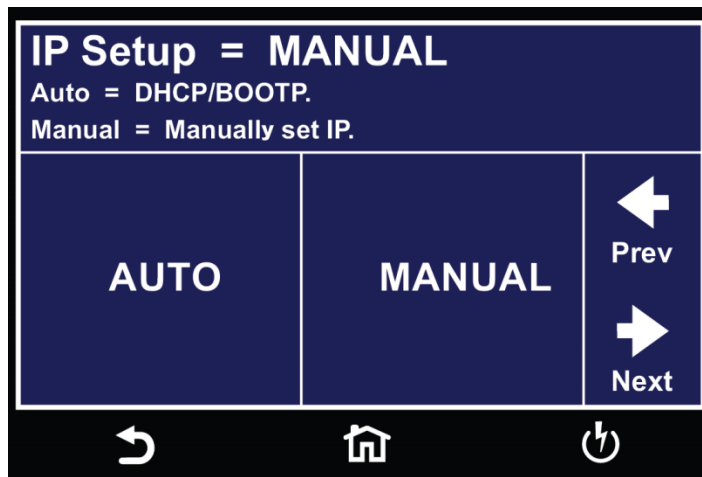 IP Setup = MANUAL
Auto = DHCP/BOOTP.
Manual = Manually set IP.
AUTO
MANUAL
Prev
Next